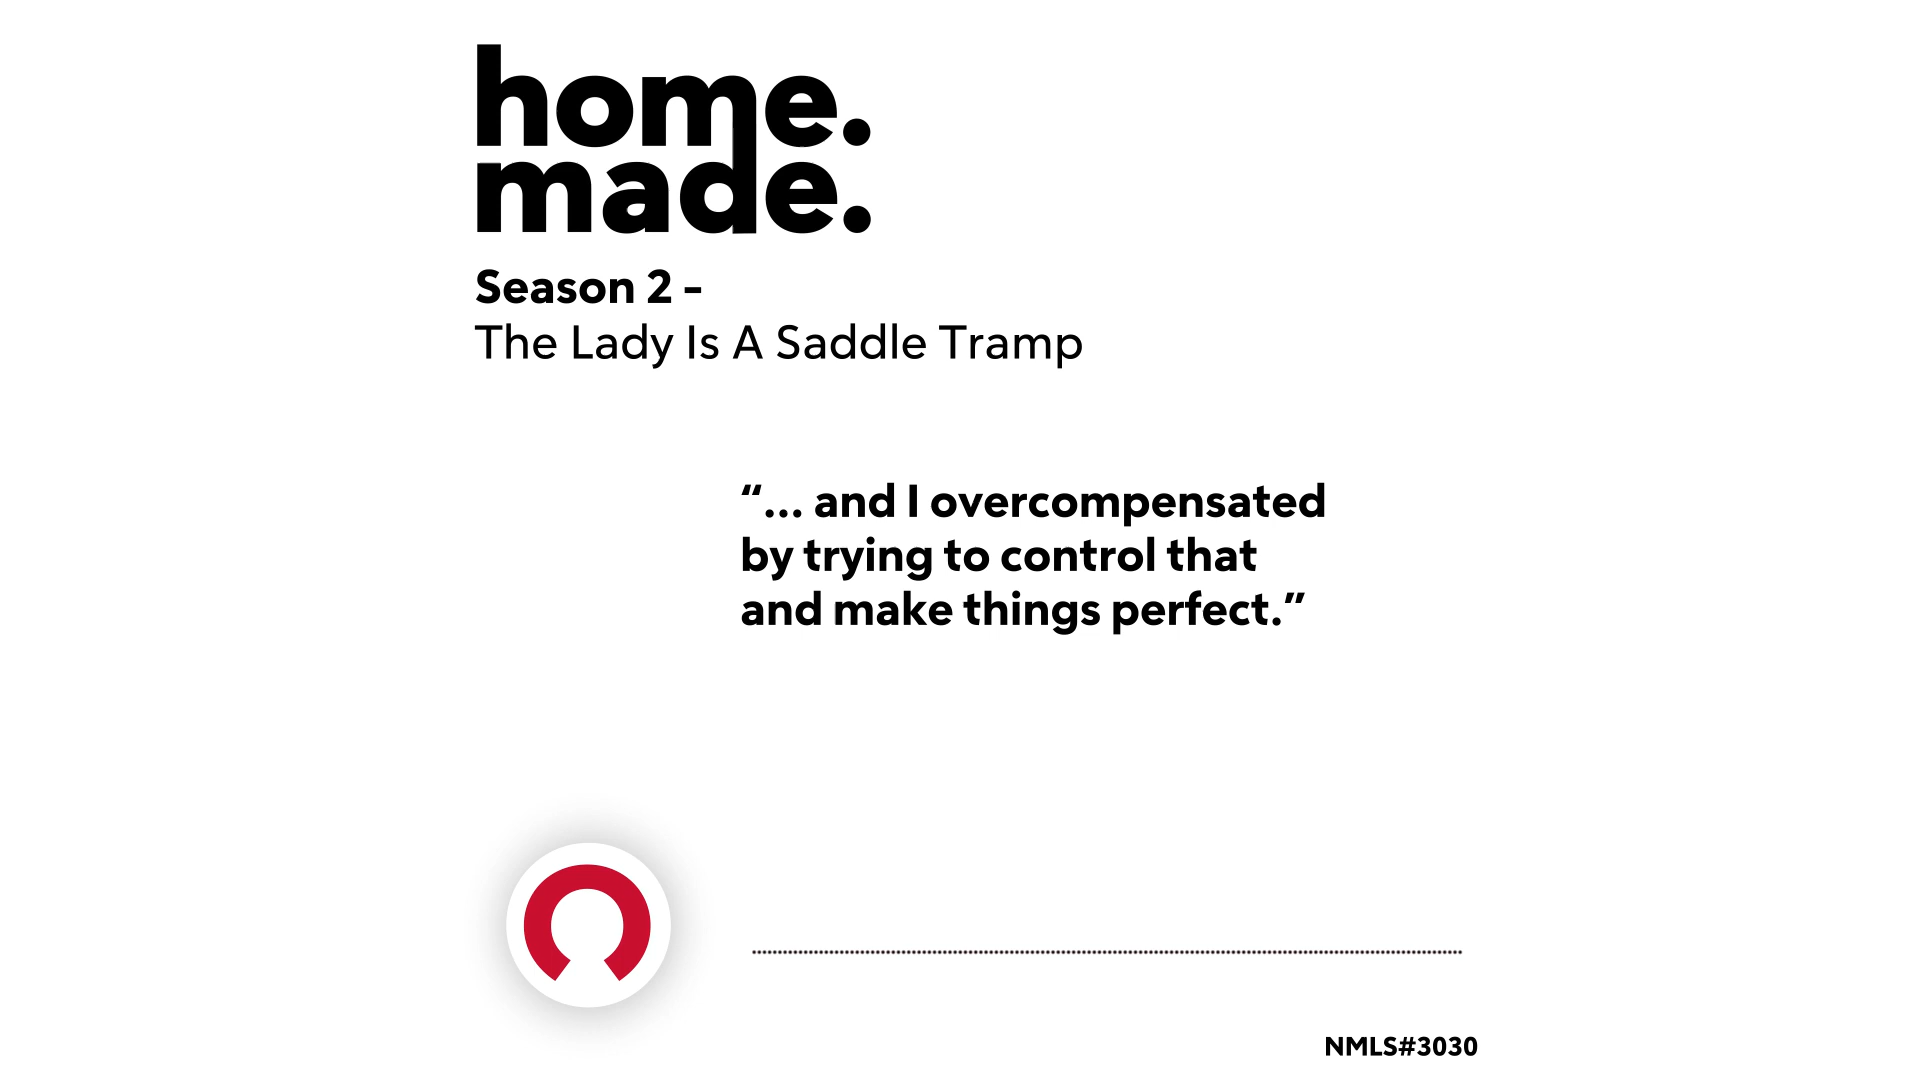 home.
made.
Season 2 -
The Lady Is A Saddle Tramp
“... and I overcompensated
by trying to control that
and make things perfect.”
NMLS#3030